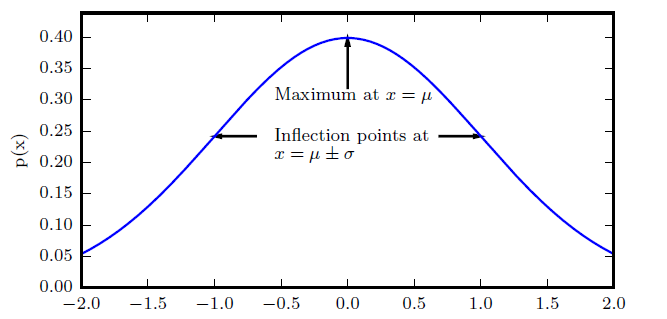 0.40
0.35
0.30
0.25
0.20
0.15
0.10
0.05
0.00
p(x)
Maximum at x = μ
Inflection points at
x = μ ± σ
−2.0 −1.5 −1.0 −0.5 0.0 0.5 1.0 1.5 2.0